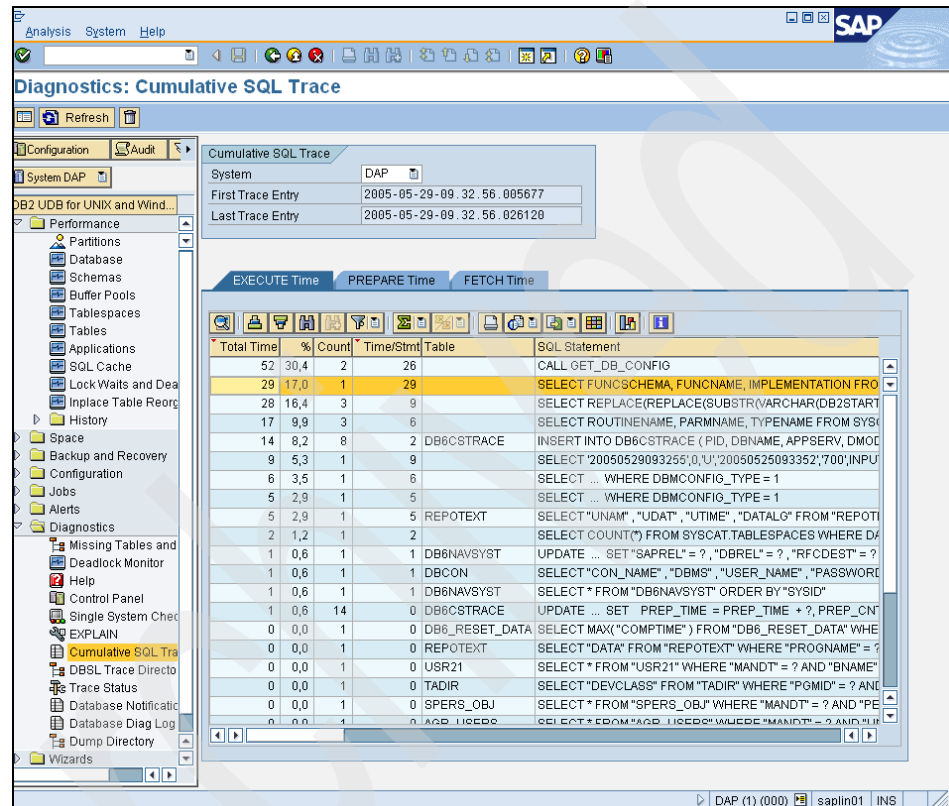 Analysis System Help
SAP
Diagnostics: Cumulative SQL Trace
Refresh
Configuration Audit
System DAP
DB2 UDB for UNIX and Wind...
Performance
Partitions
Database
Schemas
Buffer Pools
Tablespaces
Tables
Applications
SQL Cache
Lock Waits and Dea
Inplace Table Reorg
History
Space
Backup and Recovery
Configuration
Jobs
Alerts
Diagnostics
Missing Tables and
Deadlock Monitor
Help
Control Panel
Single System Chec
EXPLAIN
Cumulative SQL Tra
DBSL Trace Directo
Trace Status
Database Notificatio
Database Diag Log
Dump Directory
Wizards
Cumulative SQL Trace
System DAP
First Trace Entry 2005-05-29-09.32.56.005677
Last Trace Entry 2005-05-29-09.32.56.026120
EXECUTE Time PREPARE Time FETCH Time
Total Time % Count Time/Stmt Table SQL Statement
52 30,4 2 26 CALL GET_DB_CONFIG
29 17,0 1 29 SELECT FUNCSCHEMA, FUNCNAME, IMPLEMENTATION FRO
28 16,4 3 9 SELECT REPLACE(REPLACE(SUBSTR(VARCHAR(DB2START
17 9,9 3 6 SELECT ROUTINENAME, PARMNAME, TYPENAME FROM SYS
14 8,2 8 2 DB6CSTRACE INSERT INTO DB6CSTRACE ( PID, DBNAME, APPSERV, DMOD
9 5,3 1 9 SELECT '20050529093255',0,'U','20050525093352','700',INPU
6 3,5 1 6 SELECT ... WHERE DBMCONFIG_TYPE = 1
5 2,9 1 5 SELECT ... WHERE DBMCONFIG_TYPE = 1
5 2,9 1 5 REPOTEXT SELECT "UNAM" , "UDAT" , "UTIME" , "DATALG" FROM "REPOTE
2 1,2 1 2 SELECT COUNT(*) FROM SYSCAT.TABLESPACES WHERE DA
1 0,6 1 1 DB6NAVSYST UPDATE ... SET "SAPREL" = ? , "DBREL" = ? , "RFCDEST" = ?
1 0,6 1 1 DBCON SELECT "CON_NAME" , "DBMS" , "USER_NAME" , "PASSWORD
1 0,6 1 1 DB6NAVSYST SELECT * FROM "DB6NAVSYST" ORDER BY "SYSID"
1 0,6 14 0 DB6CSTRACE UPDATE ... SET PREP_TIME = PREP_TIME + ?, PREP_CNT
0 0,0 1 0 DB6_RESET_DATA SELECT MAX("COMPTIME" ) FROM "DB6_RESET_DATA" WHE
0 0,0 1 0 REPOTEXT SELECT "DATA" FROM "REPOTEXT" WHERE "PROGNAME" = ?
0 0,0 1 0 USR21 SELECT * FROM "USR21" WHERE "MANDT" = ? AND "BNAME"
0 0,0 1 0 TADIR SELECT "DEVCLASS" FROM "TADIR" WHERE "PGMID" = ? AND
0 0,0 1 0 SPERS_OBJ SELECT * FROM "SPERS_OBJ" WHERE "MANDT" = ? AND "PE
0 0,0 1 0 AGR_USERS SELECT * FROM "AGR_USERS" WHERE "MANDT" = ? AND "U
DAP (1) (000) saplin01 INS